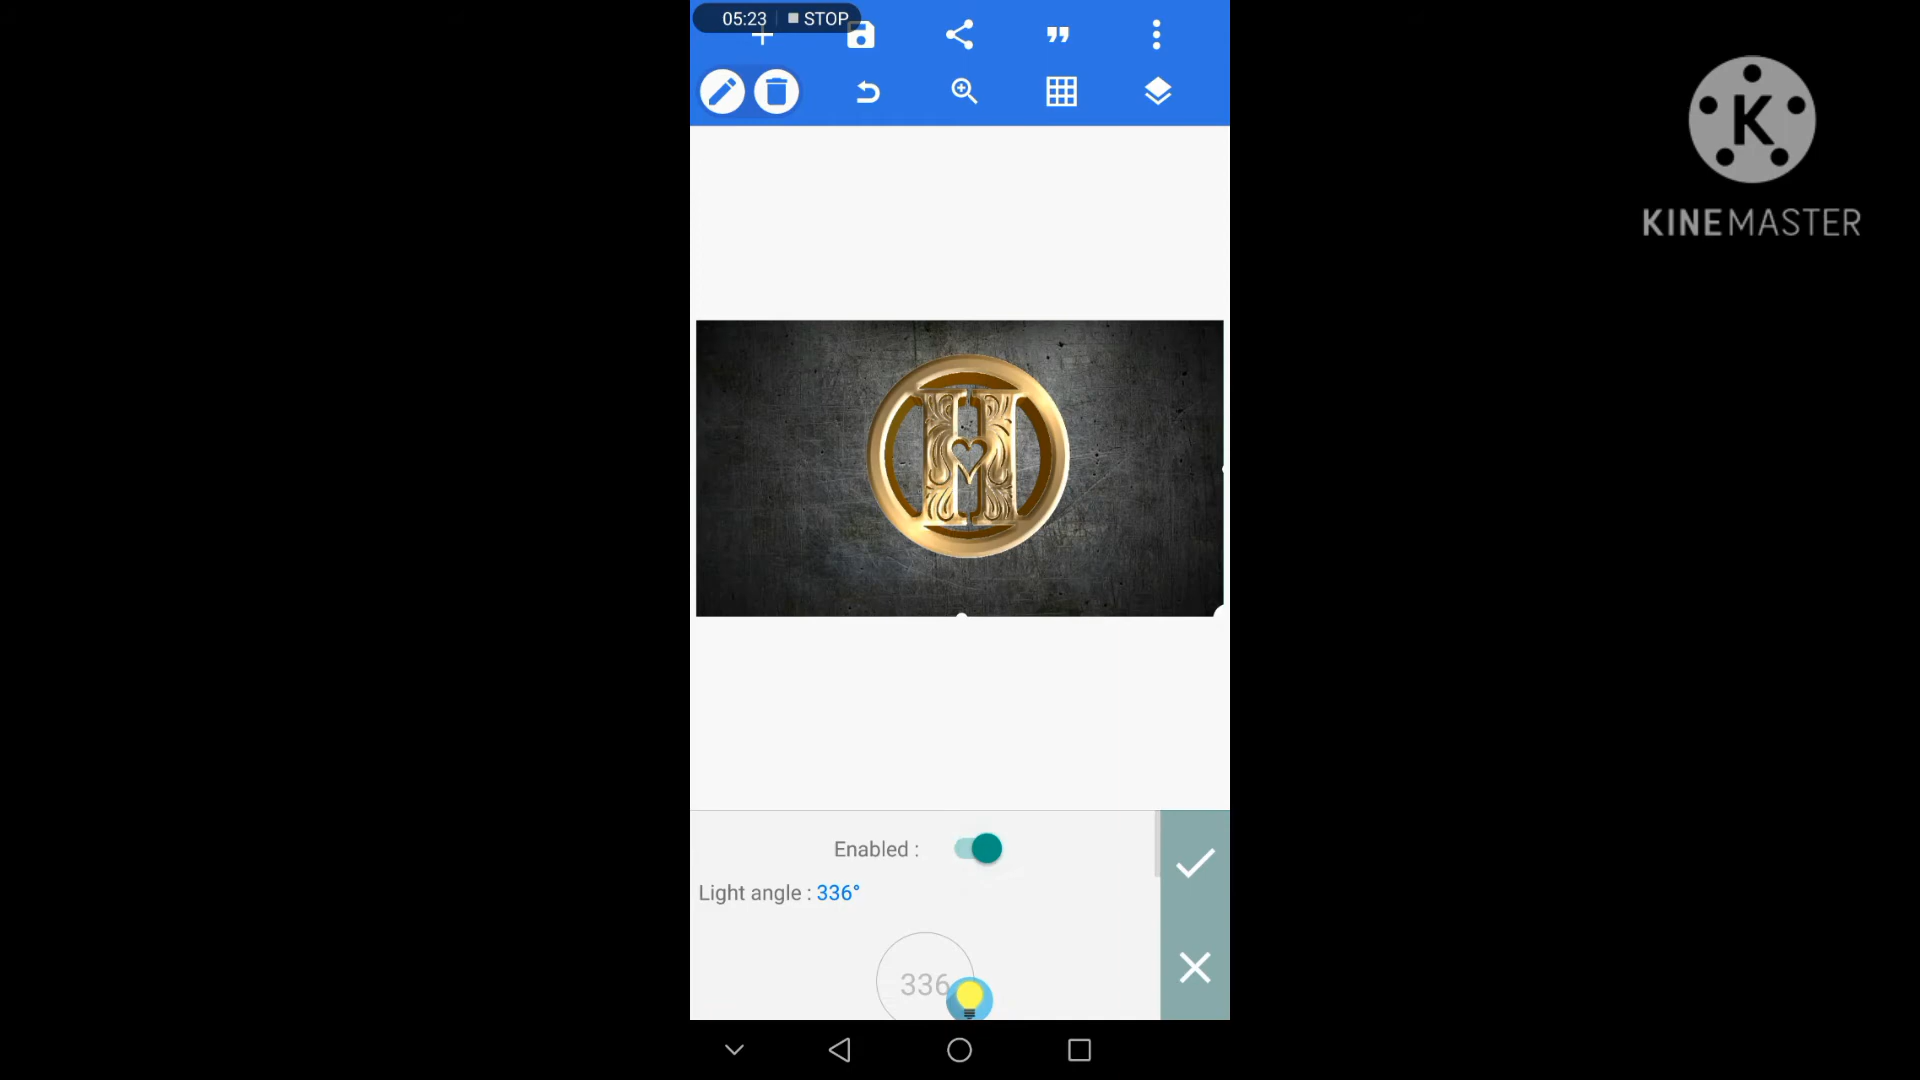 05:23 STOP
K
KINEMASTER
H
Enabled :
Light angle : 336°
336